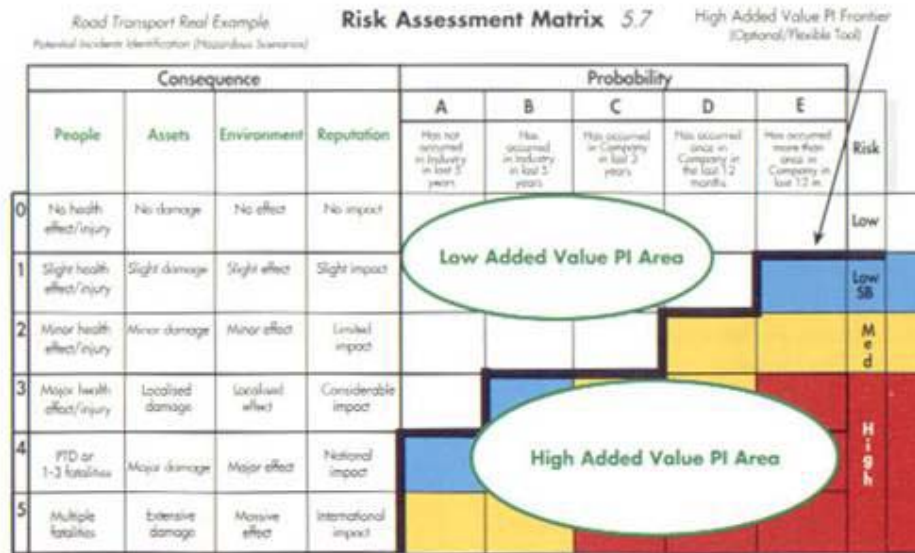 Road Transport Real Example
Potential Incidents Identification (Hazardous Scenarios)
Risk Assessment Matrix 5.7
High Added Value PI Frontier
(Optional/Flexible Tool)
Consequence
Probability
People
Assets
Environment
Reputation
A
B
C
D
E
Risk
Has not
occurred
in Industry
in last 5
years
Has
occurred
in Industry
in last 5
years
Has occurred
in Company
in last 3
years
Has occurred
once in
Company in
the last 12
months
Has occurred
more than
once in
Company in
last 12 m
0
No health
effect/injury
No damage
No effect
No impact
Low
1
Slight health
effect/injury
Slight damage
Slight effect
Slight impact
Low
SB
2
Minor health
effect/injury
Minor damage
Minor effect
Limited
impact
Med
3
Major health
effect/injury
Localised
damage
Localised
effect
Considerable
impact
High
4
PTD or
1-3 fatalities
Major damage
Major effect
National
impact
5
Multiple
fatalities
Extensive
damage
Massive
effect
International
impact
Low Added Value PI Area
High Added Value PI Area